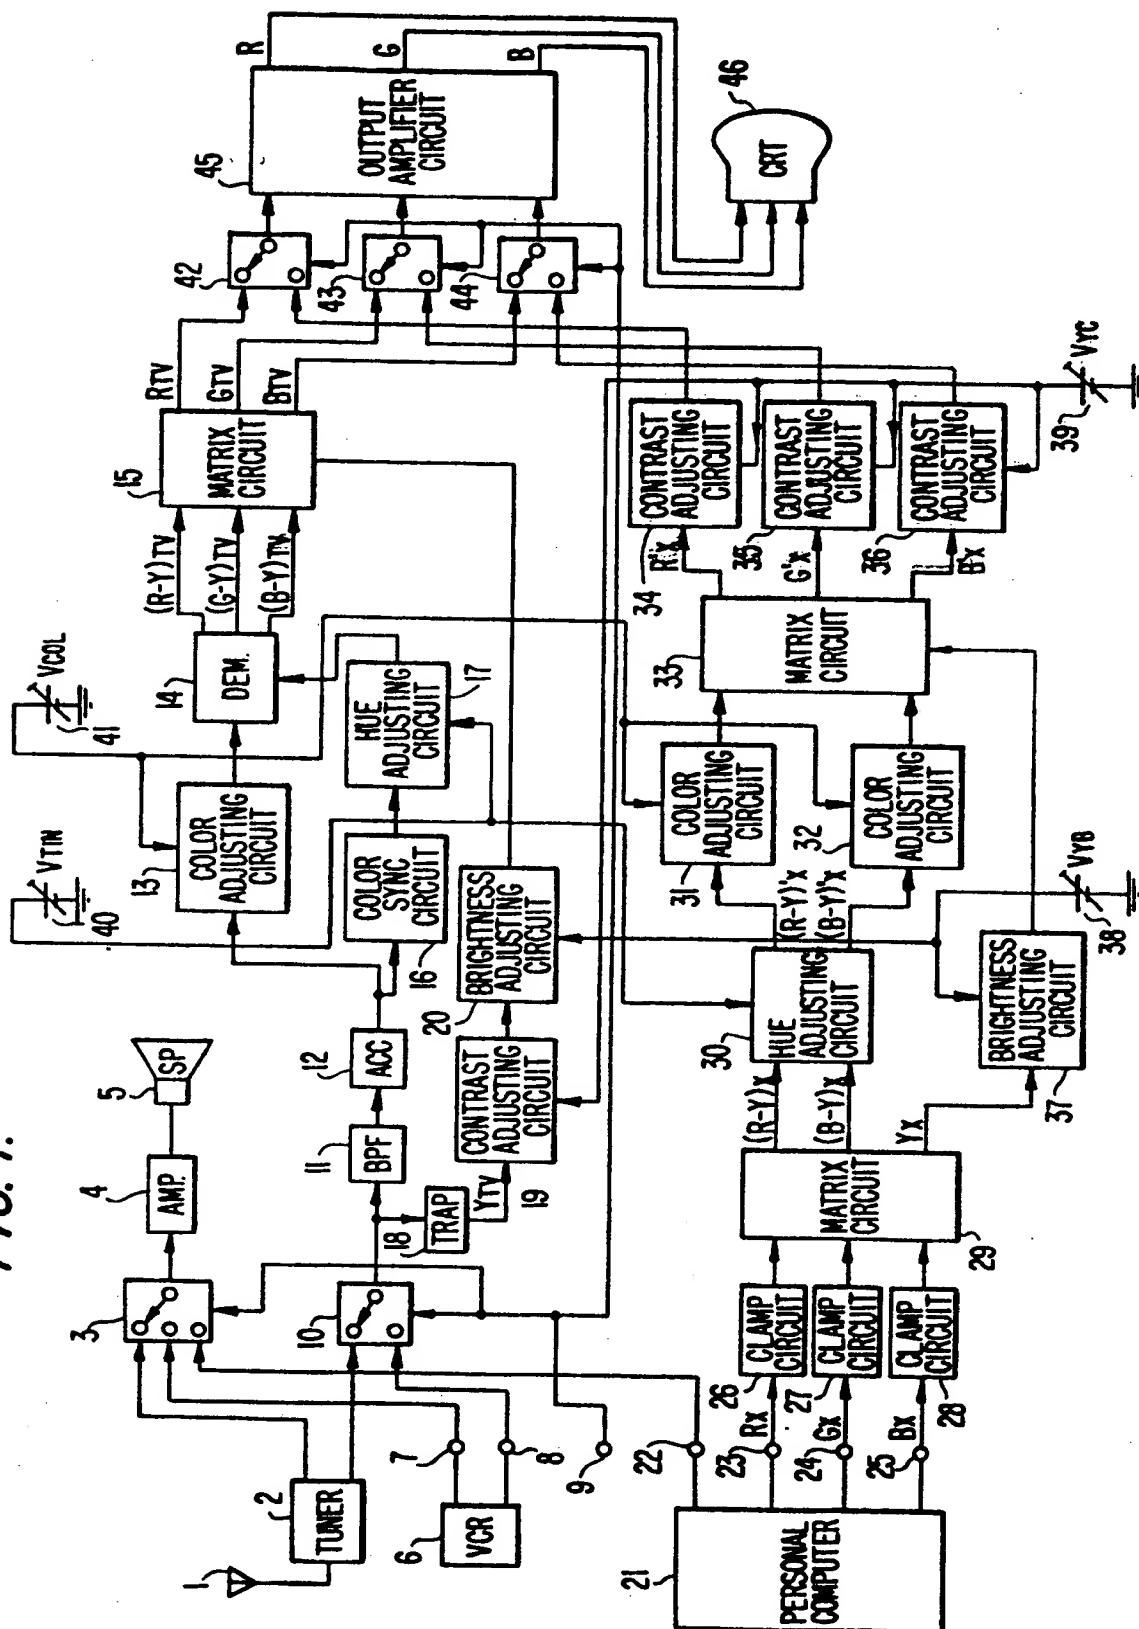 FIG. 1.
1
TUNER
2
3
AMP.
4
SP
5
VCR
6
7
8
9
10
BPF
11
ACC
12
COLOR
ADJUSTING
CIRCUIT
13
DEM.
14
MATRIX
CIRCUIT
15
COLOR
SYNC
CIRCUIT
16
HUE
ADJUSTING
CIRCUIT
17
TRAP
18
YTV
CONTRAST
ADJUSTING
CIRCUIT
19
BRIGHTNESS
ADJUSTING
CIRCUIT
20
VTIN
40
VCOL
41
(R-Y)TV
(G-Y)TV
(B-Y)TV
RTV
GTV
BTV
42
43
44
OUTPUT
AMPLIFIER
CIRCUIT
45
R
G
B
CRT
46
PERSONAL
COMPUTER
21
22
23
24
25
RX
GX
BX
CLAMP
CIRCUIT
26
CLAMP
CIRCUIT
27
CLAMP
CIRCUIT
28
MATRIX
CIRCUIT
29
(R-Y)X
(B-Y)X
YX
HUE
ADJUSTING
CIRCUIT
30
(R-Y)'X
(B-Y)'X
COLOR
ADJUSTING
CIRCUIT
31
COLOR
ADJUSTING
CIRCUIT
32
MATRIX
CIRCUIT
33
R'X
G'X
B'X
CONTRAST
ADJUSTING
CIRCUIT
34
CONTRAST
ADJUSTING
CIRCUIT
35
CONTRAST
ADJUSTING
CIRCUIT
36
BRIGHTNESS
ADJUSTING
CIRCUIT
37
VYB
38
VYC
39